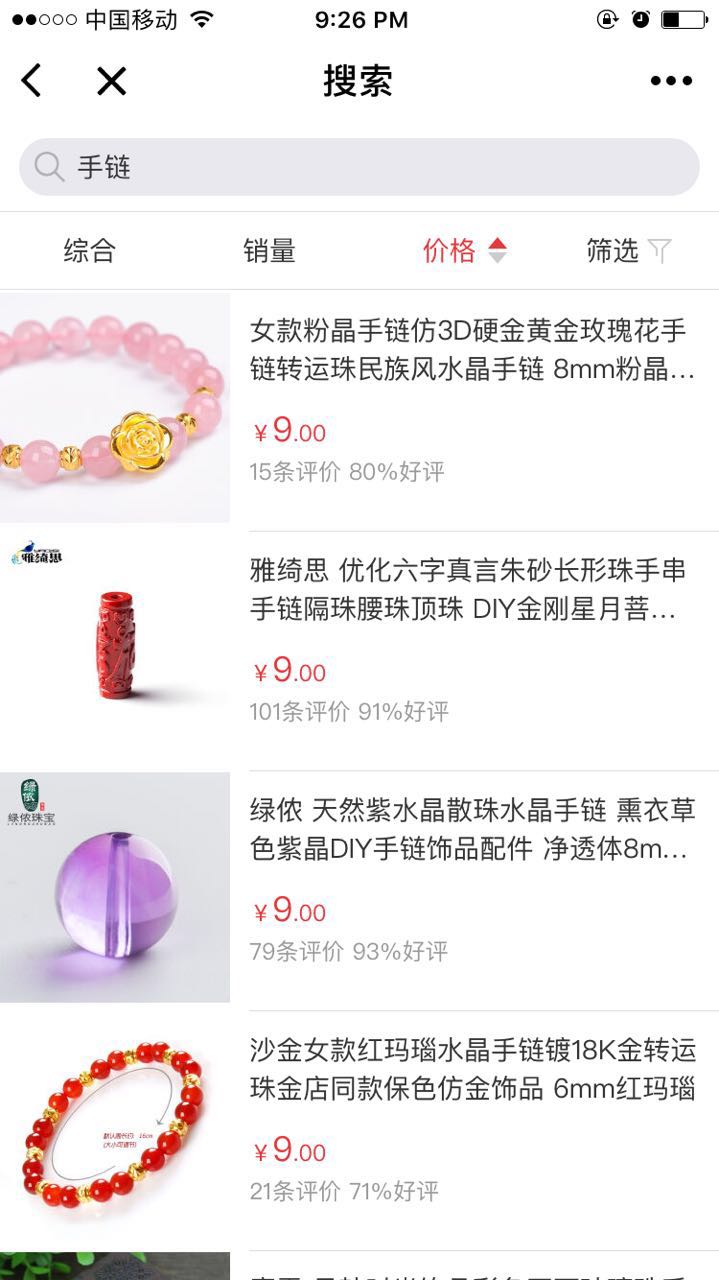 中国移动
9:26 PM
搜索
手链
综合
销量
价格
筛选
女款粉晶手链仿3D硬金黄金玫瑰花手
链转运珠民族风水晶手链 8mm粉晶...
¥9.00
15条评价 80%好评
雅绮思
雅绮思 优化六字真言朱砂长形珠手串
手链隔珠腰珠顶珠 DIY金刚星月菩...
¥9.00
101条评价 91%好评
绿侬
绿侬珠宝
绿侬 天然紫水晶散珠水晶手链 熏衣草
色紫晶DIY手链饰品配件 净透体8m...
¥9.00
79条评价 93%好评
默认周长约: 16cm
(大小可调节)
沙金女款红玛瑙水晶手链镀18K金转运
珠金店同款保色仿金饰品 6mm红玛瑙
¥9.00
21条评价 71%好评